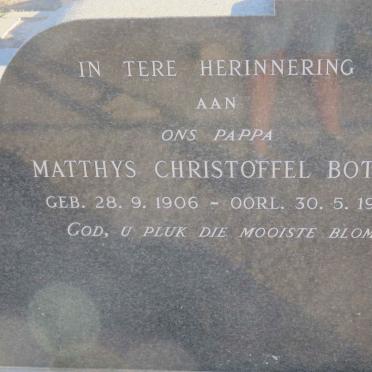 IN TERE HERINNERING
AAN
ONS PAPPA
MATTHYS CHRISTOFFEL BOT
GEB. 28. 9. 1906 - OORL. 30. 5. 19
GOD, U PLUK DIE MOOISTE BLOM